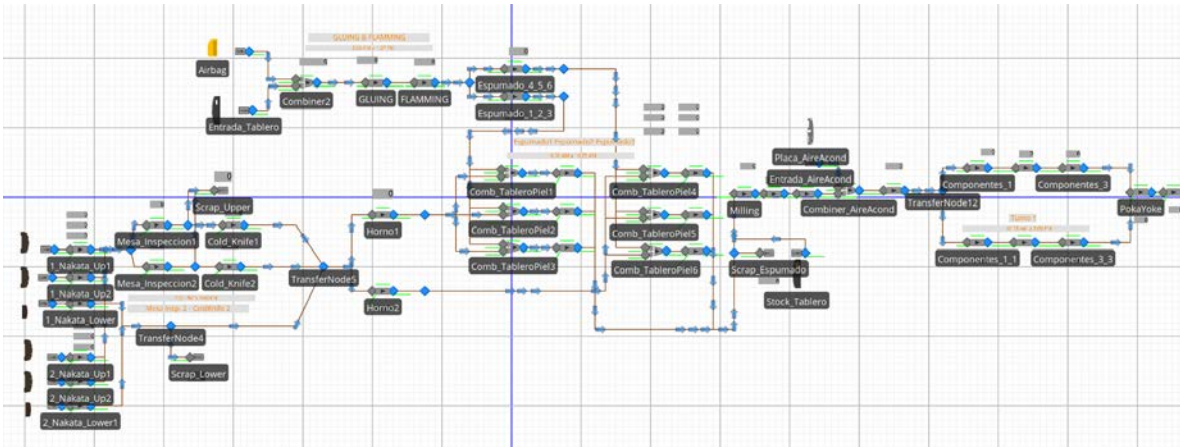 GLUING & FLAMMING
Airbag
Combiner2
GLUING
FLAMMING
Espumado_4_5_6
Espumado_1_2_3
Entrada_Tablero
Placa_AireAcond
Entrada_AireAcond
Combiner_AireAcond
Milling
TransferNode12
Componentes_1
Componentes_3
PokaYoke
Turno 1
Componentes_1_1
Componentes_3_3
Comb_TableroPiel1
Comb_TableroPiel2
Comb_TableroPiel3
Comb_TableroPiel4
Comb_TableroPiel5
Comb_TableroPiel6
Scrap_Espumado
Stock_Tablero
0
Scrap_Upper
Mesa_Inspeccion1
Cold_Knife1
Mesa_Inspeccion2
Cold_Knife2
Horno1
Horno2
TransferNode5
1_Nakata_Up1
1_Nakata_Up2
1_Nakata_Lower
TransferNode4
Scrap_Lower
2_Nakata_Up1
2_Nakata_Up2
2_Nakata_Lower1